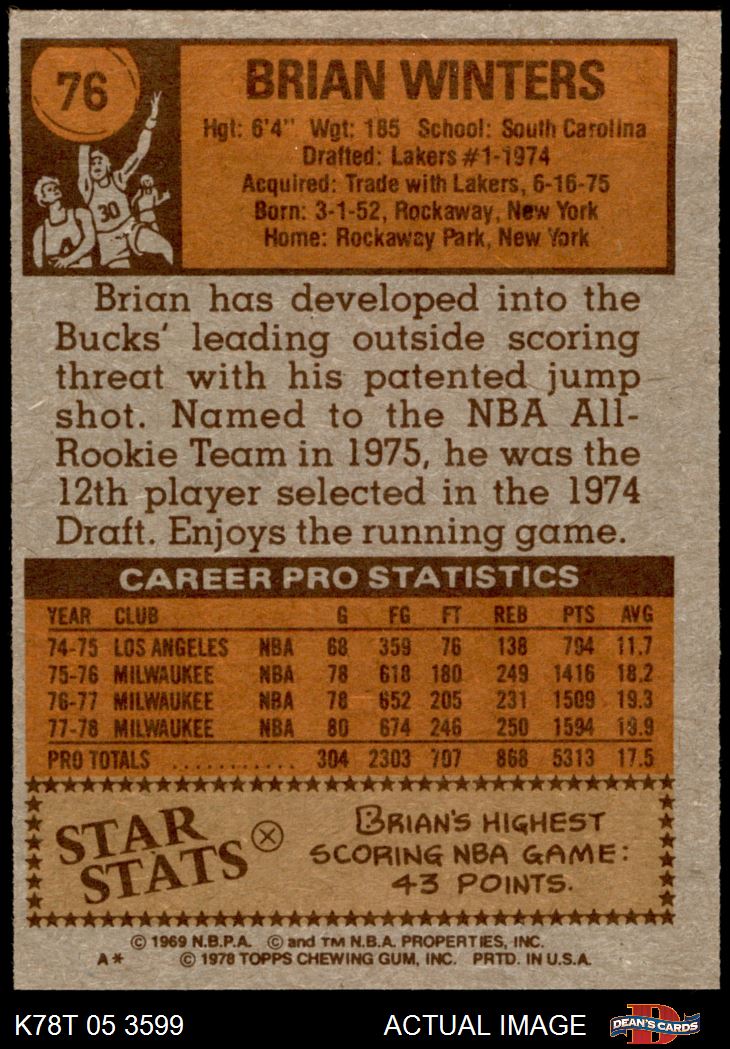 76
BRIAN WINTERS
Hgt: 6'4" Wgt: 185 School: South Carolina
Drafted: Lakers #1-1974
Acquired: Trade with Lakers, 6-16-75
Born: 3-1-52, Rockaway, New York
Home: Rockaway Park, New York
30
Brian has developed into the
Bucks' leading outside scoring
threat with his patented jump
shot. Named to the NBA All-
Rookie Team in 1975, he was the
12th player selected in the 1974
Draft. Enjoys the running game.
CAREER PRO STATISTICS
YEAR CLUB G FG FT REB PTS AVG
74-75 LOS ANGELES NBA 68 359 76 138 794 11.7
75-76 MILWAUKEE NBA 78 618 180 249 1416 18.2
76-77 MILWAUKEE NBA 78 652 205 231 1509 19.3
77-78 MILWAUKEE NBA 80 674 246 250 1594 19.9
PRO TOTALS ........... 304 2303 707 868 5313 17.5
STAR
STATS
BRIAN'S HIGHEST
SCORING NBA GAME:
43 POINTS.
© 1969 N.B.P.A. © and TM N.B.A. PROPERTIES, INC.
A* © 1978 TOPPS CHEWING GUM, INC. PRTD. IN U.S.A.
K78T 05 3599 ACTUAL IMAGE DEAN'S CARDS